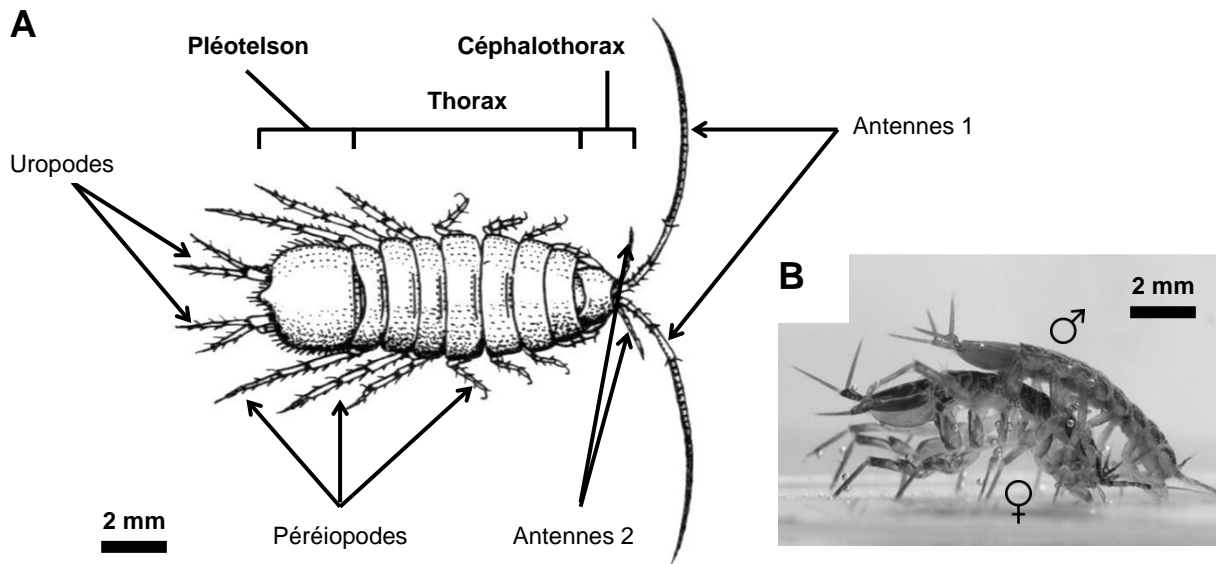 A
Pléotelson
Céphalothorax
Thorax
Antennes 1
Uropodes
B
2 mm
♂
♀
2 mm
Péréiopodes
Antennes 2